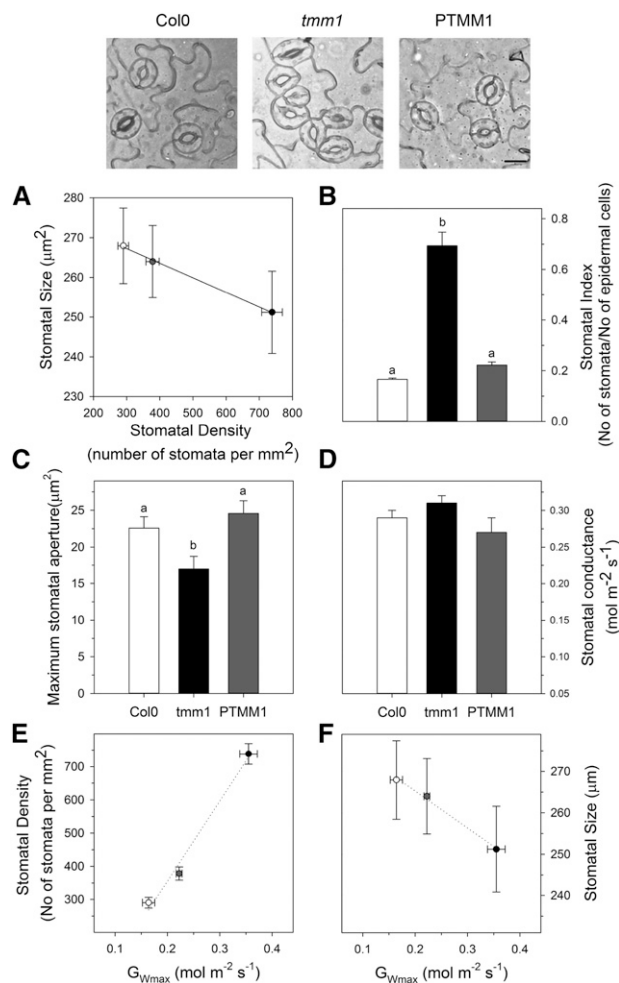 Col0
tmm1
PTMM1
A
Stomatal Size (µm2)
280
270
260
250
240
230
200 300 400 500 600 700 800
Stomatal Density
(number of stomata per mm2)
B
a
b
a
0.8
0.6
0.4
0.2
0.0
Stomatal Index
(No of stomata/No of epidermal cells)
C
Maximum stomatal aperture(µm2)
25
20
15
10
5
0
a
b
a
Col0 tmm1 PTMM1
D
0.30
0.25
0.20
0.15
0.10
0.05
Stomatal conductance
(mol m-2 s-1)
Col0 tmm1 PTMM1
E
Stomatal Density
(No of stomata per mm2)
700
600
500
400
300
0.1 0.2 0.3 0.4
GWmax (mol m-2 s-1)
F
270
260
250
240
Stomatal Size (µm)
0.1 0.2 0.3 0.4
GWmax (mol m-2 s-1)